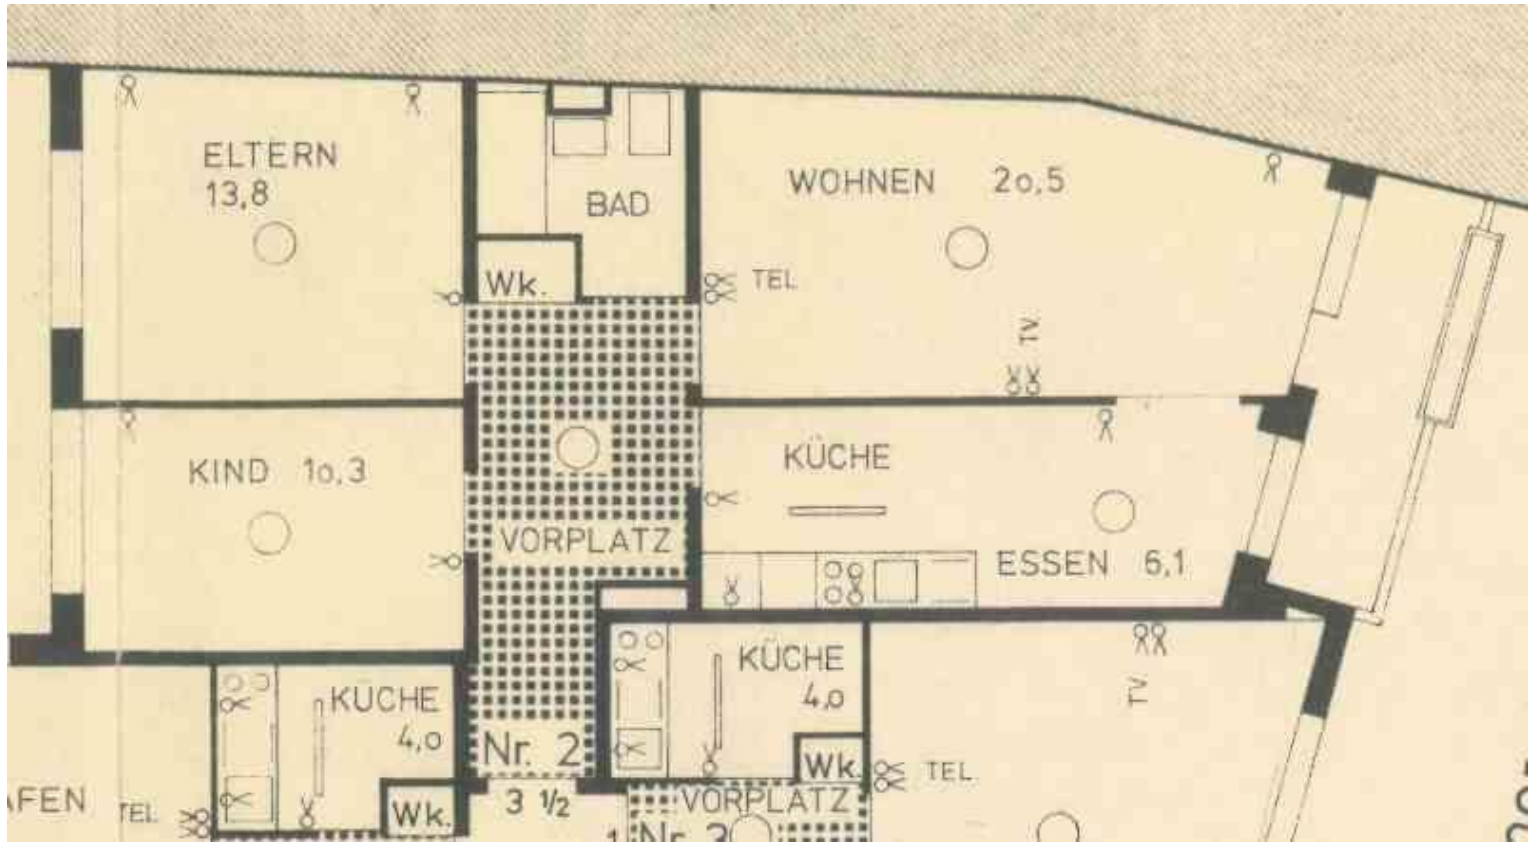 ELTERN
13,8
BAD
WOHNEN 2o,5
Wk.
TEL
TV.
KIND 1o,3
KÜCHE
VORPLATZ
ESSEN 6,1
KÜCHE
4,o
KÜCHE
4,o
TV.
Nr. 2
Wk.
TEL
AFEN
TEL
Wk.
3 ½
VORPLATZ
Nr. 3